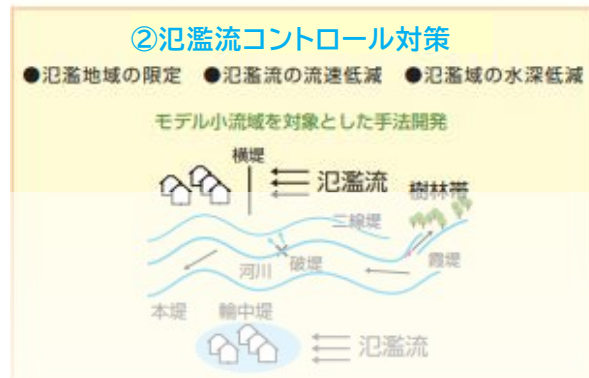 ②氾濫流コントロール対策
●氾濫地域の限定 ●氾濫流の流速低減 ●氾濫域の水深低減
モデル小流域を対象とした手法開発
横堤
氾濫流
樹林帯
二線堤
河川
破堤
霞堤
本堤
輪中堤
氾濫流